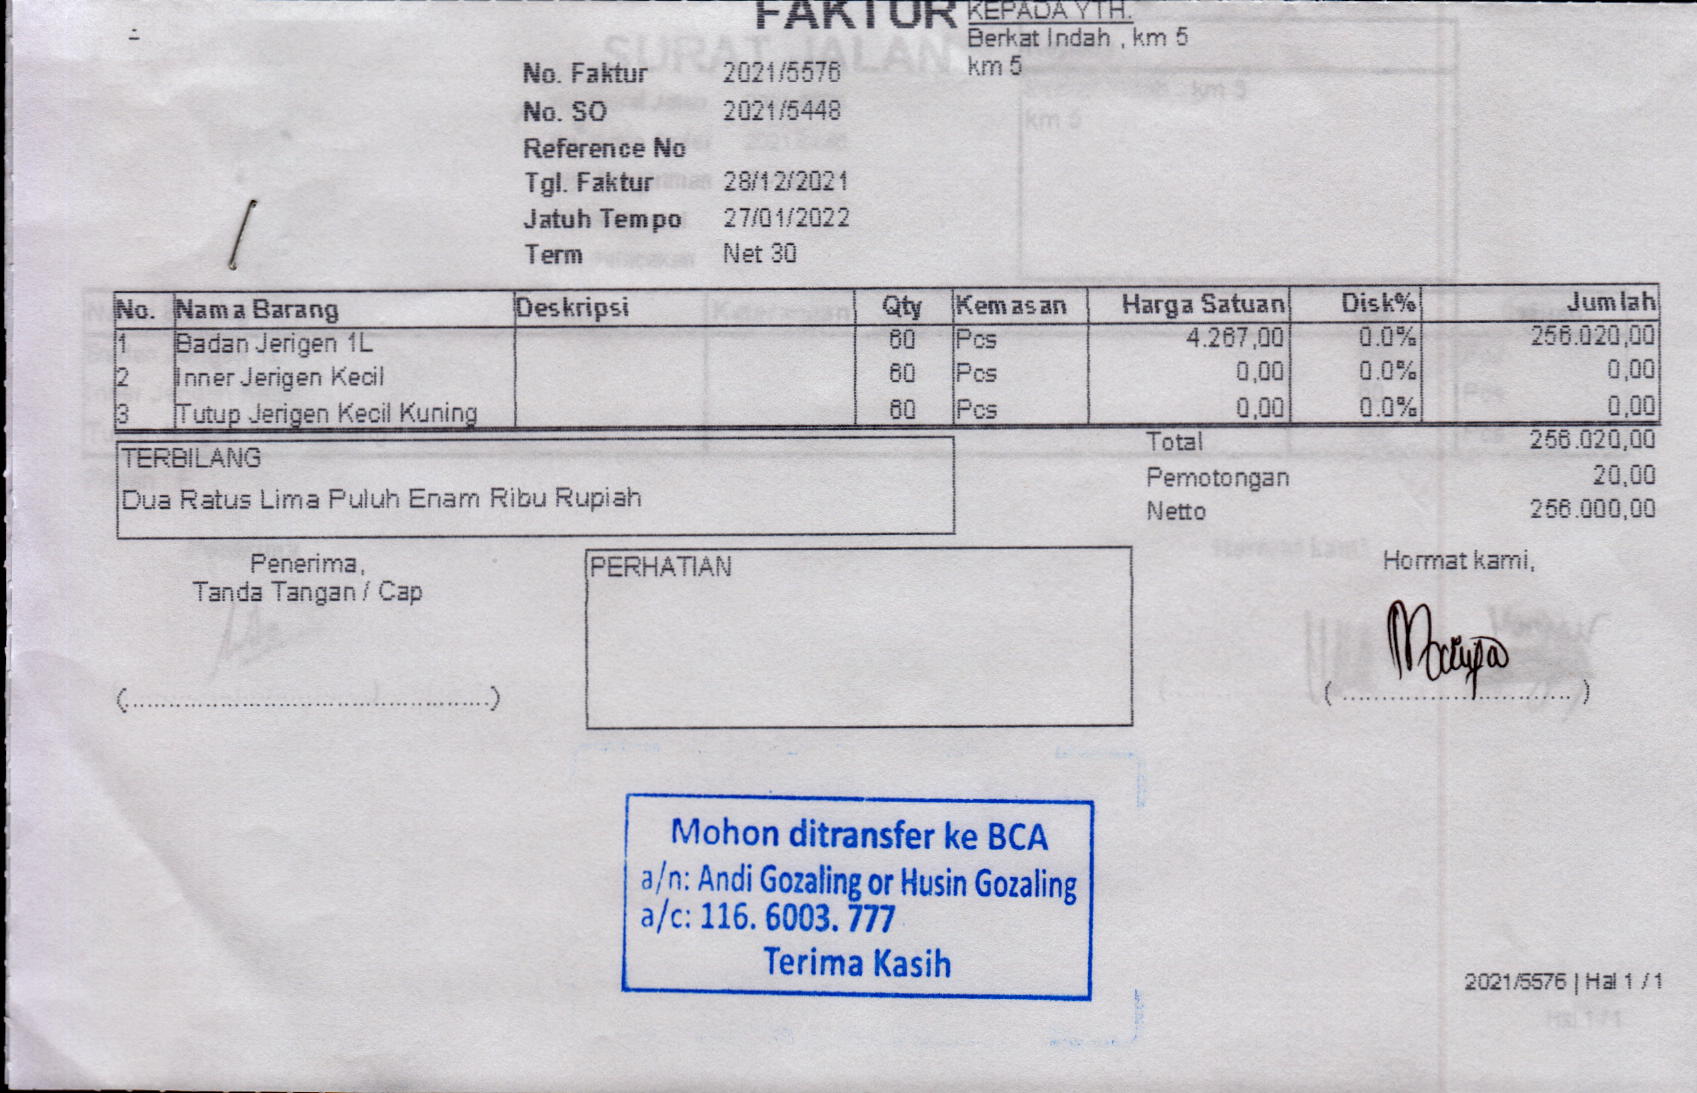 FAKTUR
KEPADA YTH.
Berkat Indah , km 5
km 5
No. Faktur 2021/5576
No. SO 2021/5448
Reference No
Tgl. Faktur 28/12/2021
Jatuh Tempo 27/01/2022
Term Net 30
No. Nama Barang Deskripsi Qty Kemasan Harga Satuan Disk% Jumlah
1 Badan Jerigen 1L 60 Pcs 4.267,00 0.0% 256.020,00
2 Inner Jerigen Kecil 60 Pcs 0,00 0.0% 0,00
3 Tutup Jerigen Kecil Kuning 60 Pcs 0,00 0.0% 0,00
TERBILANG
Dua Ratus Lima Puluh Enam Ribu Rupiah
Total 256.020,00
Pemotongan 20,00
Netto 256.000,00
Penerima,
Tanda Tangan / Cap
(................................................)
PERHATIAN
Hormat kami,
(.............................)
Mohon ditransfer ke BCA
a/n: Andi Gozaling or Husin Gozaling
a/c: 116. 6003. 777
Terima Kasih
2021/5576 | Hal 1 / 1